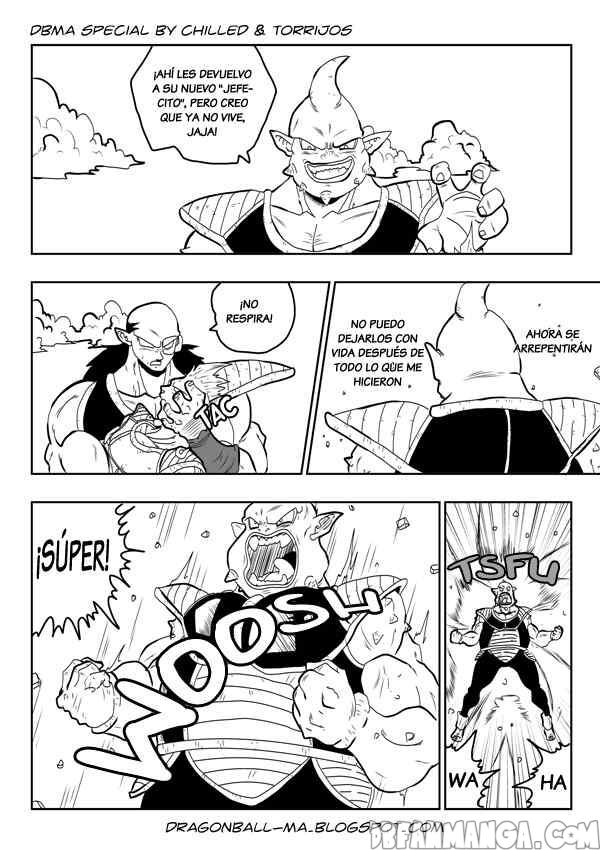 DBMA SPECIAL BY CHILLED & TORRIJOS
¡AHÍ LES DEVUELVO
A SU NUEVO "JEFE-
CITO", PERO CREO
QUE YA NO VIVE,
JAJA!
¡NO
RESPIRA!
TAC
NO PUEDO
DEJARLOS CON
VIDA DESPUÉS DE
TODO LO QUE ME
HICIERON
AHORA SE
ARREPENTIRÁN
¡SÚPER!
WOOOSH
TSFU
WA HA
DRAGONBALL-MA.BLOGSPOT.COM
DBFANMANGA.COM